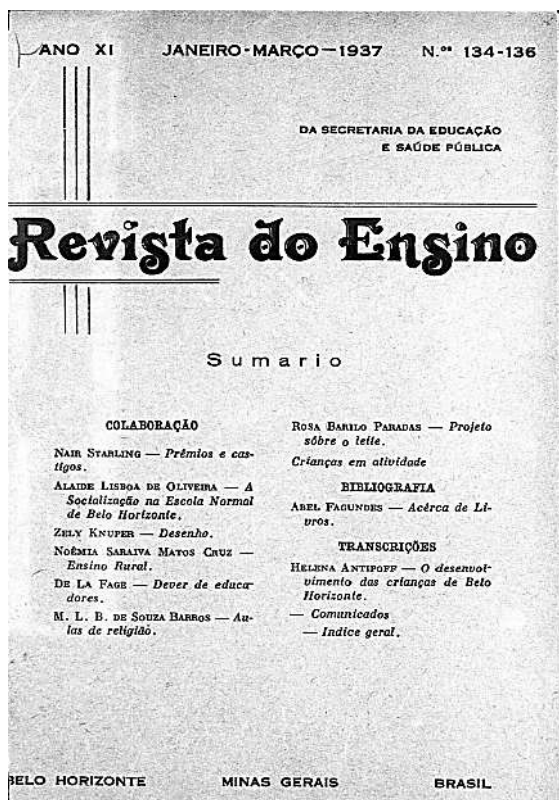 ANO XI JANEIRO-MARÇO—1937 N.os 134-136
DA SECRETARIA DA EDUCAÇÃO
E SAÚDE PÚBLICA
Revista do Ensino
Sumario
COLABORAÇÃO
NAIR STARLING — Prêmios e cas-
tigos.
ALAIDE LISBOA DE OLIVEIRA — A
Socialização na Escola Normal
de Belo Horizonte.
ZELY KNUPER — Desenho.
NOÊMIA SARAIVA MATOS CRUZ —
Ensino Rural.
DE LA FAGE — Dever de educa-
dores.
M. L. B. DE SOUZA BARROS — Au-
las de religião.
ROSA BARILO PARADAS — Projeto
sôbre o leite.
Crianças em atividade
BIBLIOGRAFIA
ABEL FAGUNDES — Acêrca de Li-
vros.
TRANSCRIÇÕES
HELENA ANTIPOFF — O desenvol-
vimento das crianças de Belo
Horizonte.
— Comunicados
— Indice geral.
BELO HORIZONTE MINAS GERAIS BRASIL